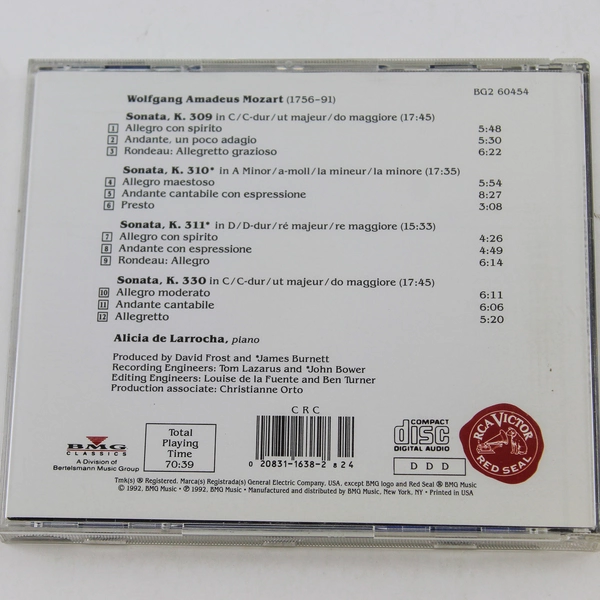 Wolfgang Amadeus Mozart (1756–91)
BG2 60454
Sonata, K. 309 in C/C-dur/ut majeur/do maggiore (17:45)
1 Allegro con spirito 5:48
2 Andante, un poco adagio 5:30
3 Rondeau: Allegretto grazioso 6:22
Sonata, K. 310* in A Minor/a-moll/la mineur/la minore (17:35)
4 Allegro maestoso 5:54
5 Andante cantabile con espressione 8:27
6 Presto 3:08
Sonata, K. 311* in D/D-dur/ré majeur/re maggiore (15:33)
7 Allegro con spirito 4:26
8 Andante con espressione 4:49
9 Rondeau: Allegro 6:14
Sonata, K. 330 in C/C-dur/ut majeur/do maggiore (17:45)
10 Allegro moderato 6:11
11 Andante cantabile 6:06
12 Allegretto 5:20
Alicia de Larrocha, piano
Produced by David Frost and *James Burnett
Recording Engineers: Tom Lazarus and *John Bower
Editing Engineers: Louise de la Fuente and Ben Turner
Production associate: Christianne Orto
BMG
CLASSICS
A Division of
Bertelsmann Music Group
Total
Playing
Time
70:39
CRC
0 20831-1638-2 8 24
COMPACT
disc
DIGITAL AUDIO
DDD
RCA VICTOR
RED SEAL
Tmk(s) ® Registered. Marca(s) Registrada(s) General Electric Company, USA, except BMG logo and Red Seal ® BMG Music
© 1992, BMG Music • ℗ 1992, BMG Music • Manufactured and distributed by BMG Music, New York, NY • Printed in USA